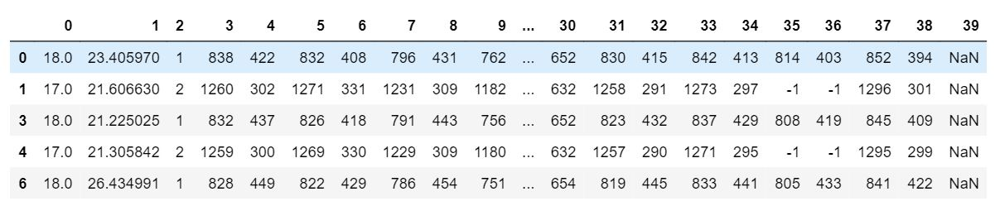 0 1 2 3 4 5 6 7 8 9 ... 30 31 32 33 34 35 36 37 38 39
0 18.0 23.405970 1 838 422 832 408 796 431 762 ... 652 830 415 842 413 814 403 852 394 NaN
1 17.0 21.606630 2 1260 302 1271 331 1231 309 1182 ... 632 1258 291 1273 297 -1 -1 1296 301 NaN
3 18.0 21.225025 1 832 437 826 418 791 443 756 ... 652 823 432 837 429 808 419 845 409 NaN
4 17.0 21.305842 2 1259 300 1269 330 1229 309 1180 ... 632 1257 290 1271 295 -1 -1 1295 299 NaN
6 18.0 26.434991 1 828 449 822 429 786 454 751 ... 654 819 445 833 441 805 433 841 422 NaN